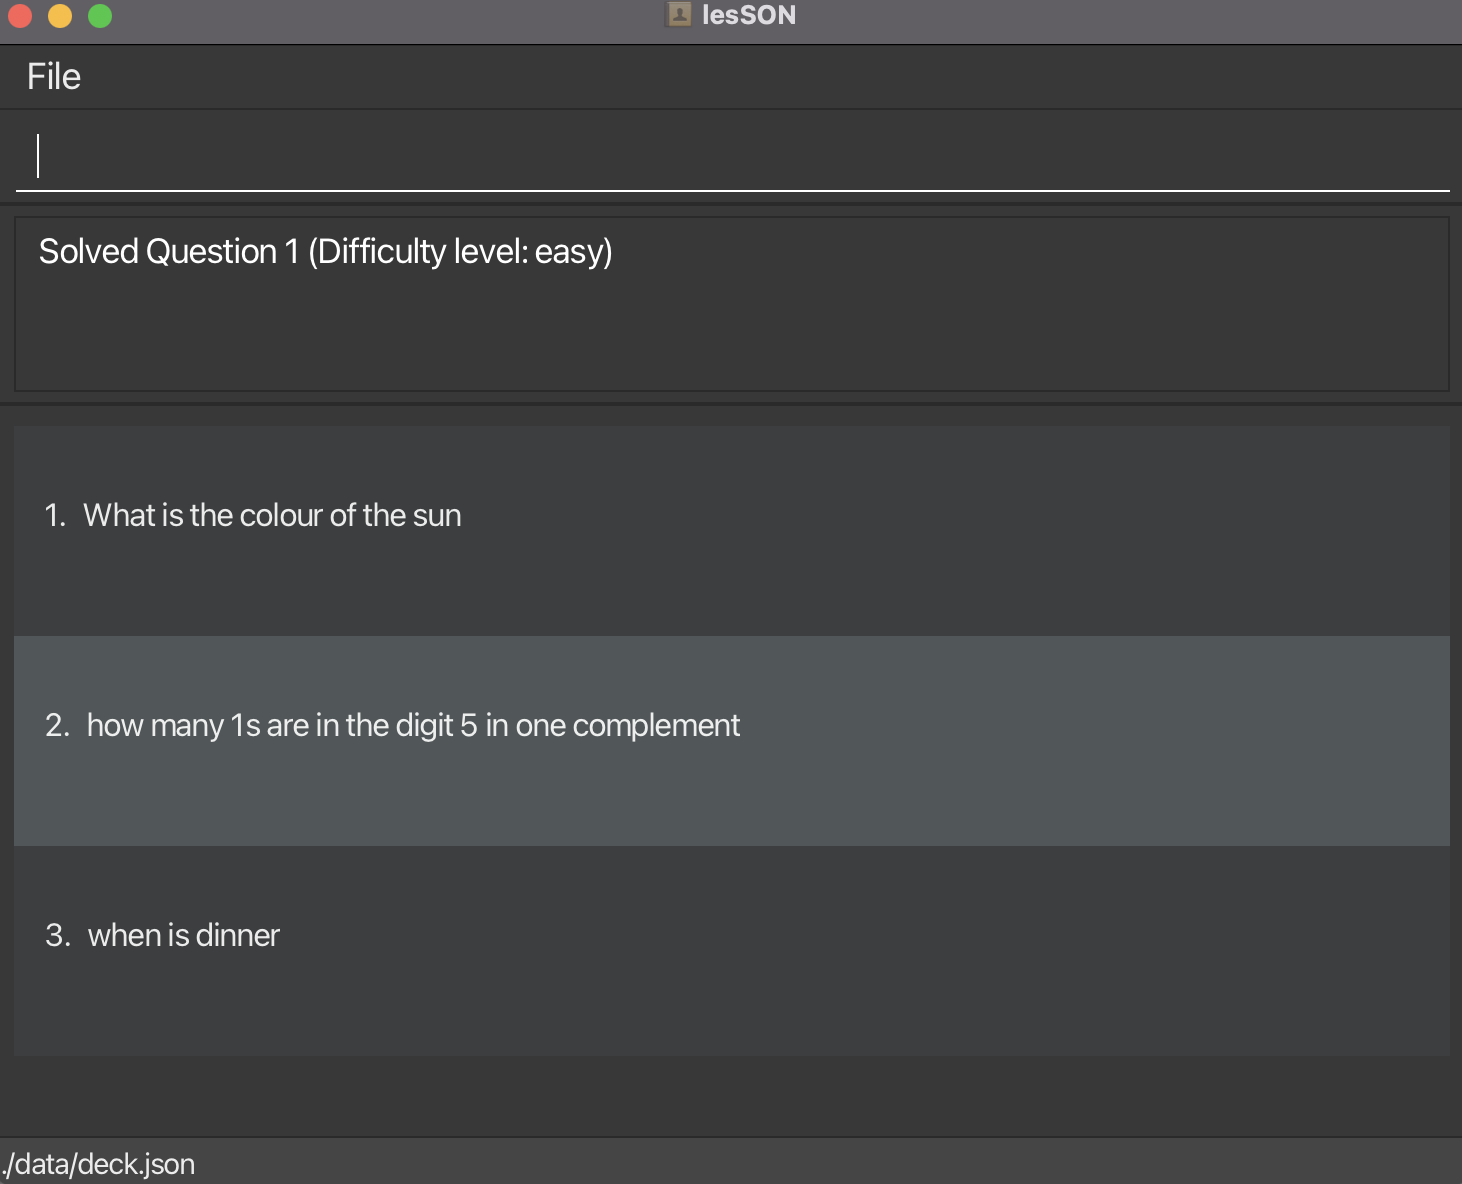 lesSON
File
Solved Question 1 (Difficulty level: easy)
1. What is the colour of the sun
2. how many 1s are in the digit 5 in one complement
3. when is dinner
./data/deck.json